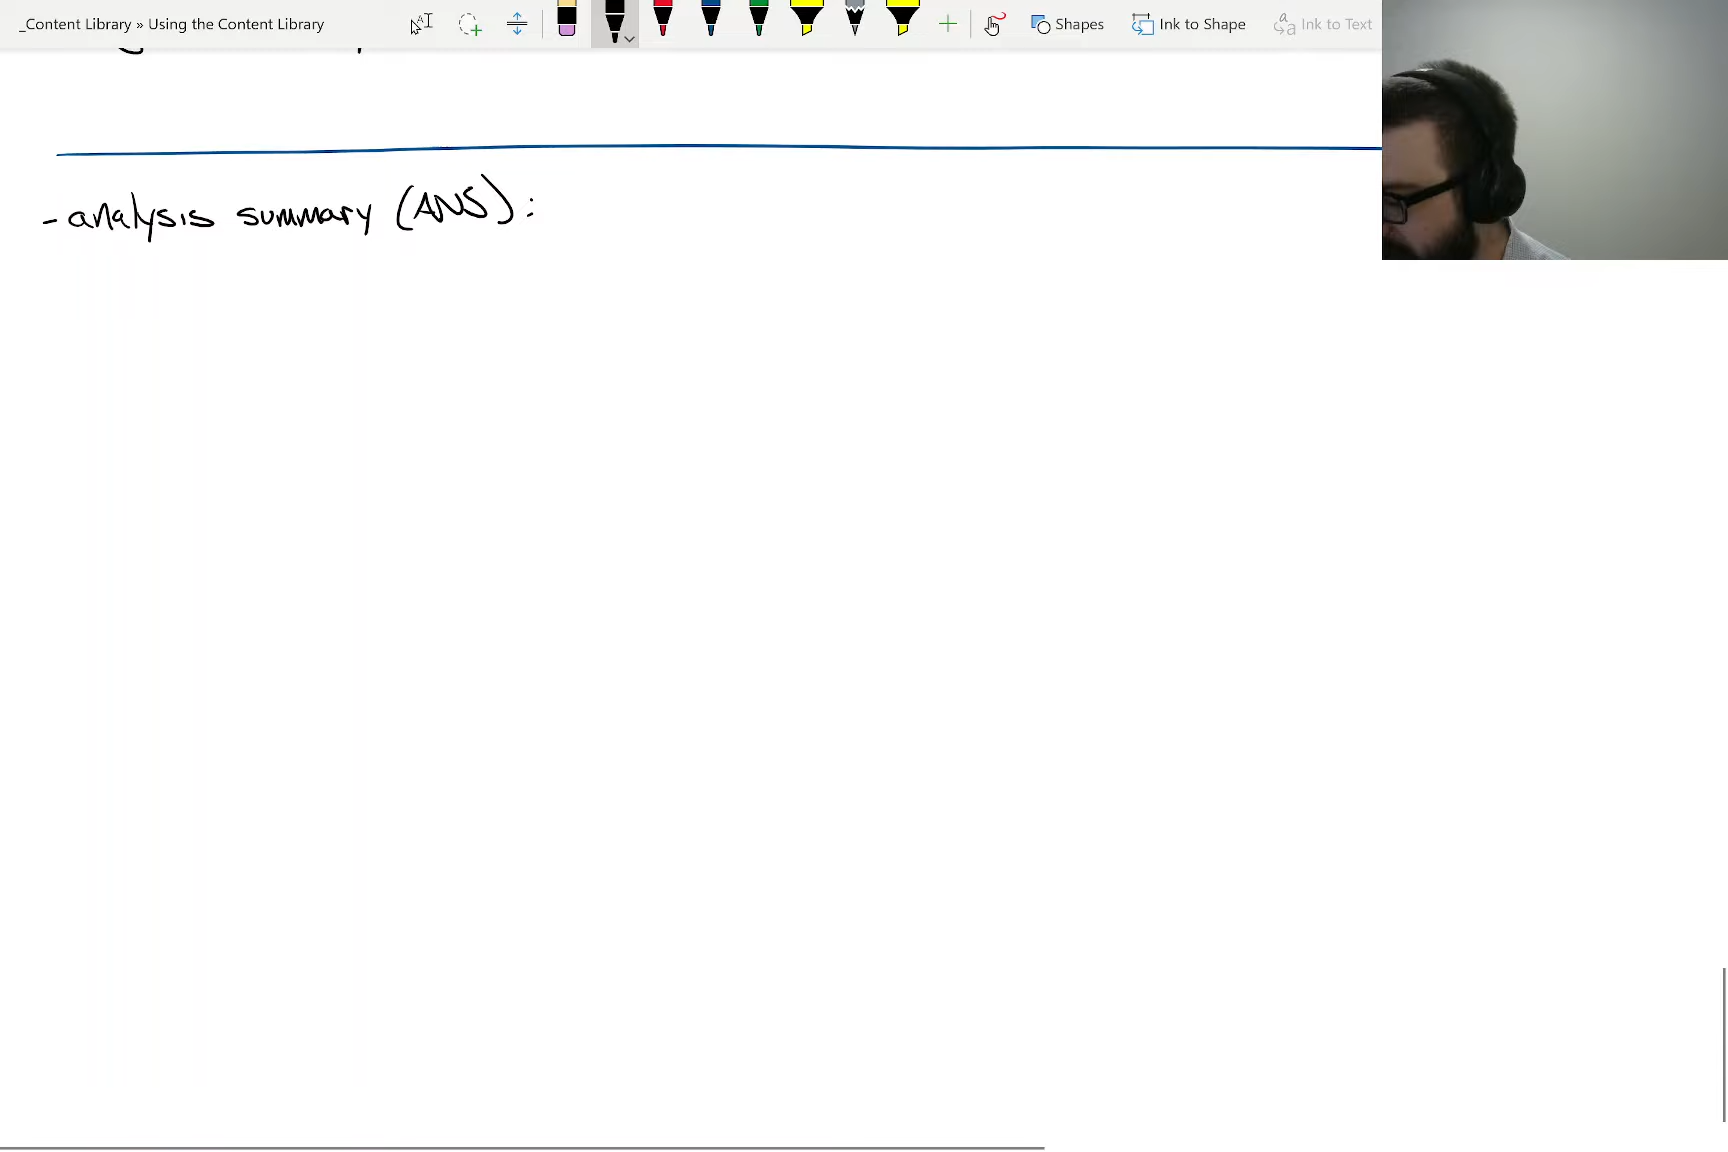 _Content Library » Using the Content Library
Shapes
Ink to Shape
Ink to Text
- analysis summary (ANS):